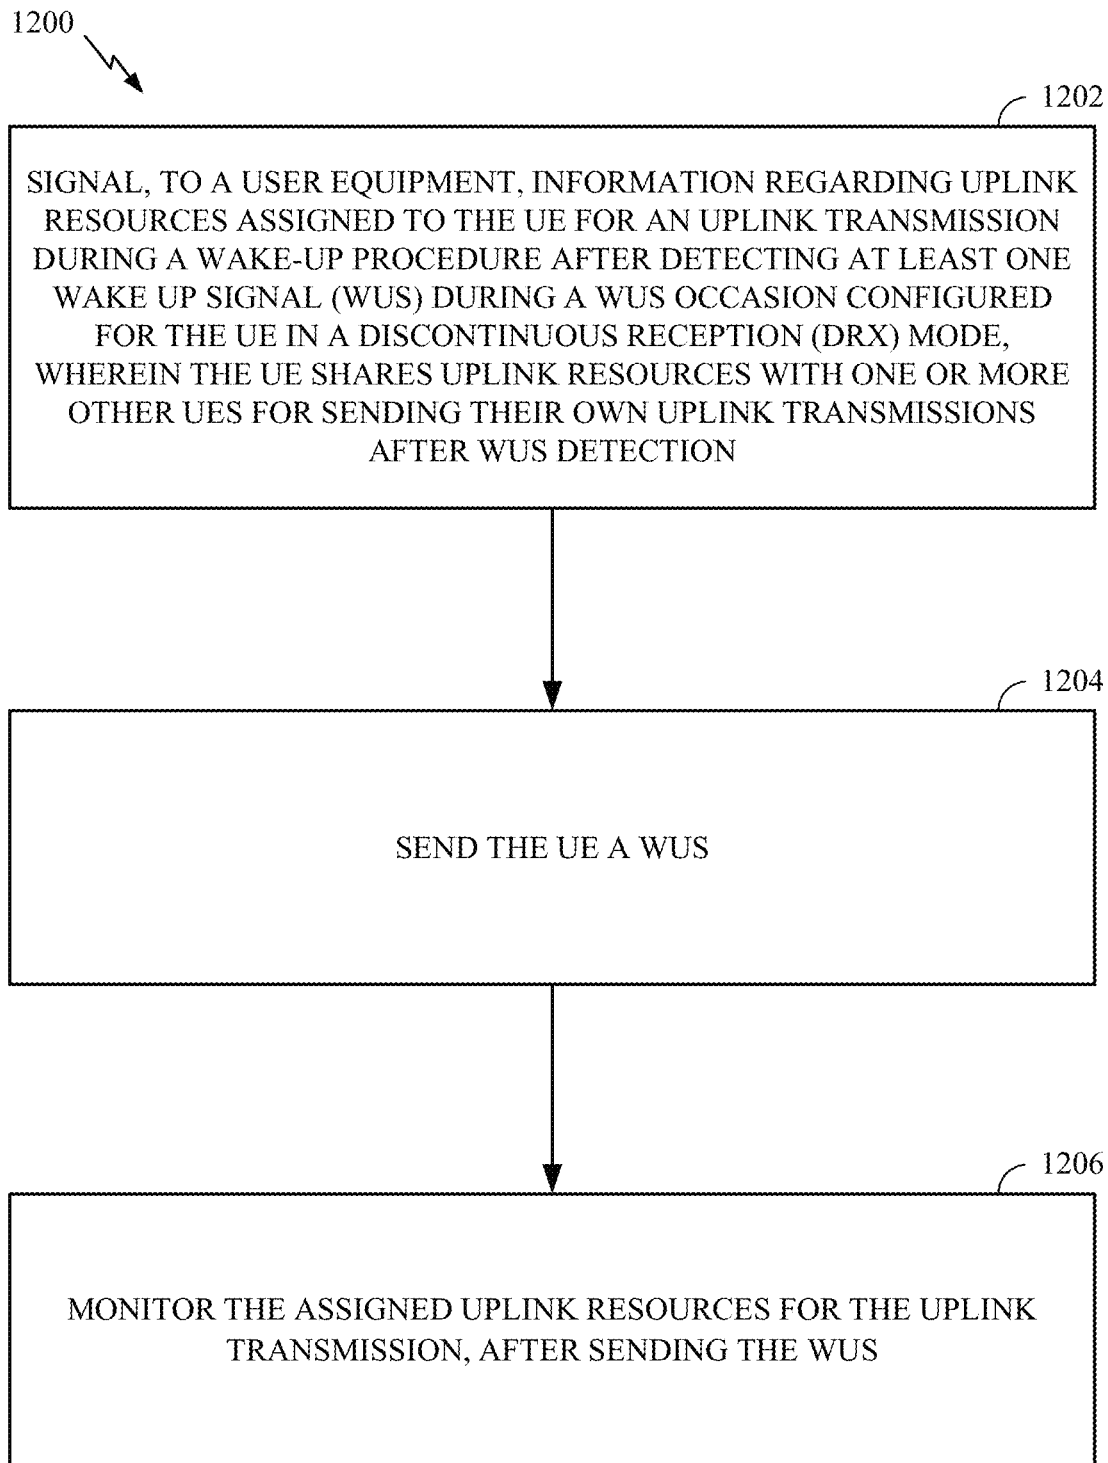 1200
1202
SIGNAL, TO A USER EQUIPMENT, INFORMATION REGARDING UPLINK
RESOURCES ASSIGNED TO THE UE FOR AN UPLINK TRANSMISSION
DURING A WAKE-UP PROCEDURE AFTER DETECTING AT LEAST ONE
WAKE UP SIGNAL (WUS) DURING A WUS OCCASION CONFIGURED
FOR THE UE IN A DISCONTINUOUS RECEPTION (DRX) MODE,
WHEREIN THE UE SHARES UPLINK RESOURCES WITH ONE OR MORE
OTHER UES FOR SENDING THEIR OWN UPLINK TRANSMISSIONS
AFTER WUS DETECTION
1204
SEND THE UE A WUS
1206
MONITOR THE ASSIGNED UPLINK RESOURCES FOR THE UPLINK
TRANSMISSION, AFTER SENDING THE WUS